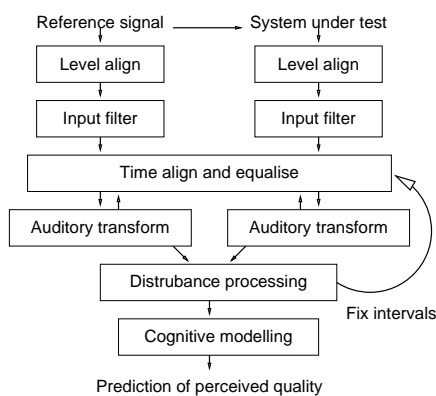 Reference signal
System under test
Level align
Level align
Input filter
Input filter
Time align and equalise
Auditory transform
Auditory transform
Distrubance processing
Fix intervals
Cognitive modelling
Prediction of perceived quality